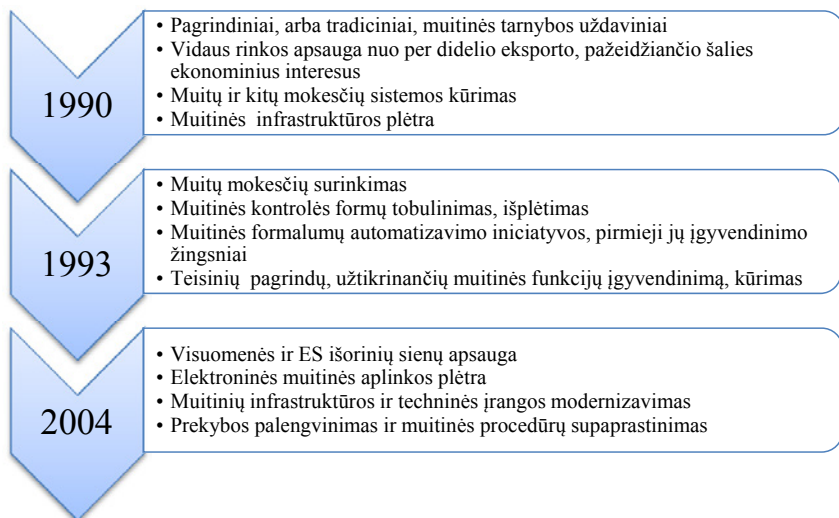 1990
• Pagrindiniai, arba tradiciniai, muitinės tarnybos uždaviniai
• Vidaus rinkos apsauga nuo per didelio eksporto, pažeidžiančio šalies
ekonominius interesus
• Muitų ir kitų mokesčių sistemos kūrimas
• Muitinės infrastruktūros plėtra
1993
• Muitų mokesčių surinkimas
• Muitinės kontrolės formų tobulinimas, išplėtimas
• Muitinės formalumų automatizavimo iniciatyvos, pirmieji jų įgyvendinimo
žingsniai
• Teisinių pagrindų, užtikrinančių muitinės funkcijų įgyvendinimą, kūrimas
2004
• Visuomenės ir ES išorinių sienų apsauga
• Elektroninės muitinės aplinkos plėtra
• Muitinių infrastruktūros ir techninės įrangos modernizavimas
• Prekybos palengvinimas ir muitinės procedūrų supaprastinimas